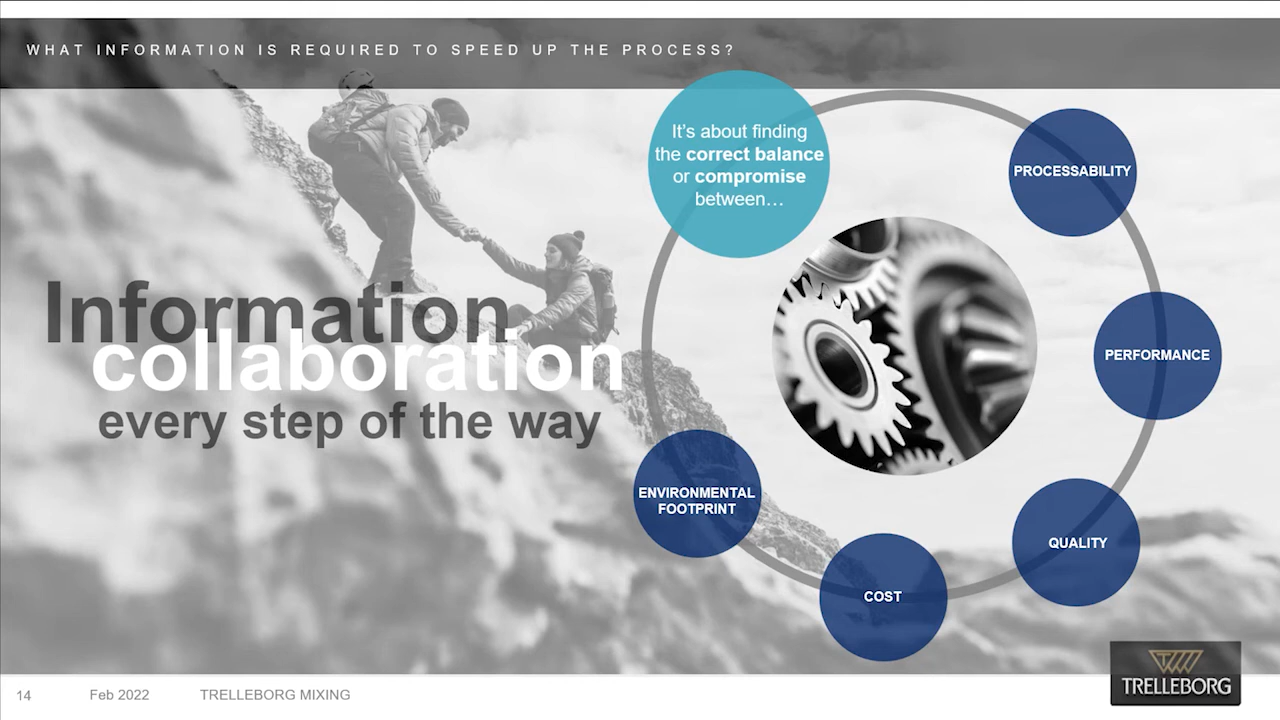 WHAT INFORMATION IS REQUIRED TO SPEED UP THE PROCESS?
Information
collaboration
every step of the way
It's about finding
the correct balance
or compromise
between…
PROCESSABILITY
PERFORMANCE
QUALITY
COST
ENVIRONMENTAL
FOOTPRINT
14
Feb 2022
TRELLEBORG MIXING
TRELLEBORG